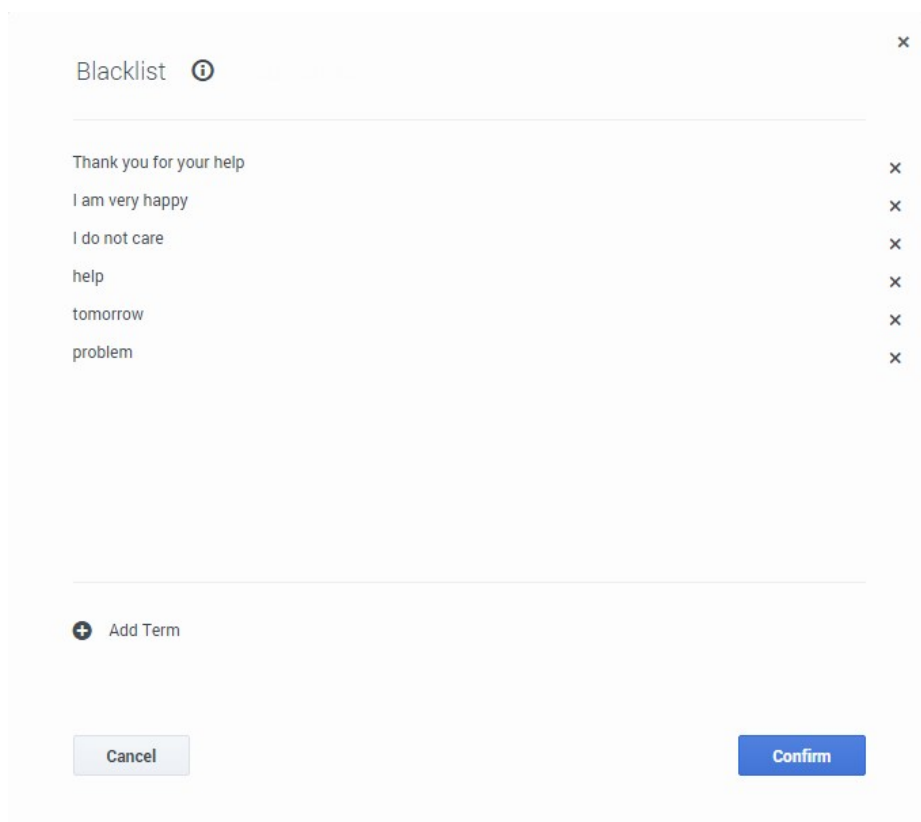 Blacklist
Thank you for your help
I am very happy
I do not care
help
tomorrow
problem
Add Term
Cancel
Confirm